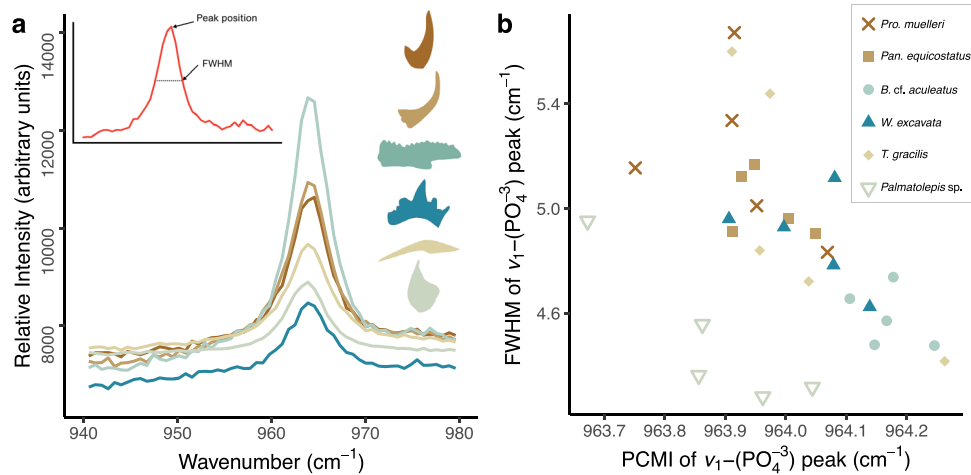 a
Peak position
FWHM
Relative Intensity (arbitrary units)
14000
12000
10000
8000
940
950
960
970
980
Wavenumber (cm⁻¹)
b
Pro. muelleri
Pan. equicostatus
B. cf. aculeatus
W. excavata
T. gracilis
Palmatolepis sp.
FWHM of ν₁–(PO₄⁻³) peak (cm⁻¹)
5.4
5.0
4.6
963.7
963.8
963.9
964.0
964.1
964.2
PCMI of ν₁–(PO₄⁻³) peak (cm⁻¹)